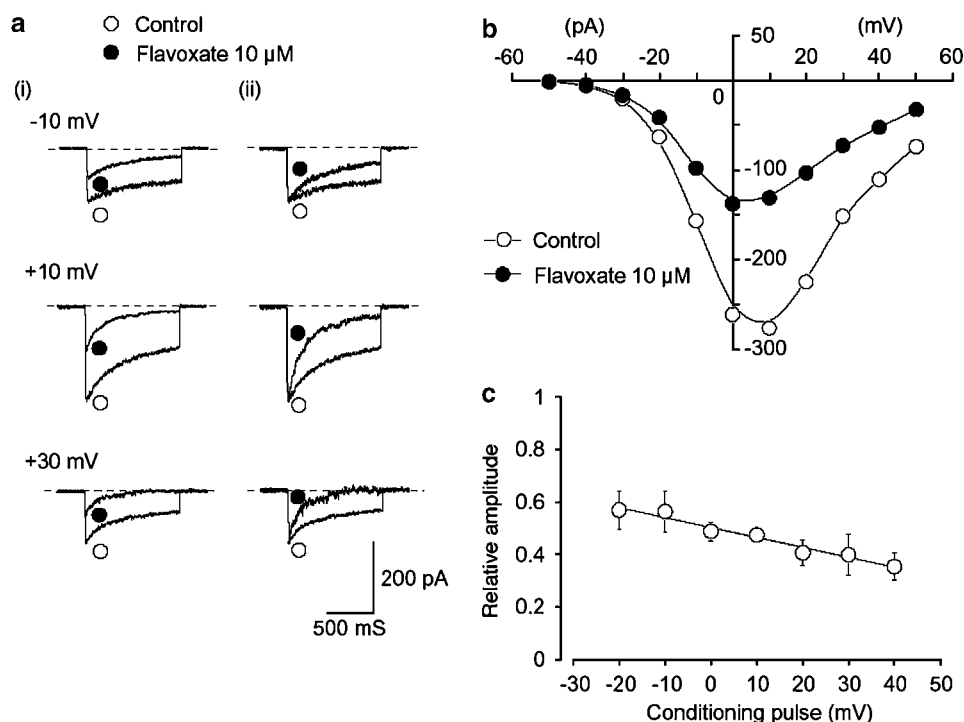 a
Control
Flavoxate 10 µM
(i)
(ii)
-10 mV
+10 mV
+30 mV
200 pA
500 mS
b
(pA)
50
(mV)
-60 -40 -20 20 40 60
0
-100
-200
-300
Control
Flavoxate 10 µM
c
Relative amplitude
1
0.8
0.6
0.4
0.2
0
-30 -20 -10 0 10 20 30 40 50
Conditioning pulse (mV)